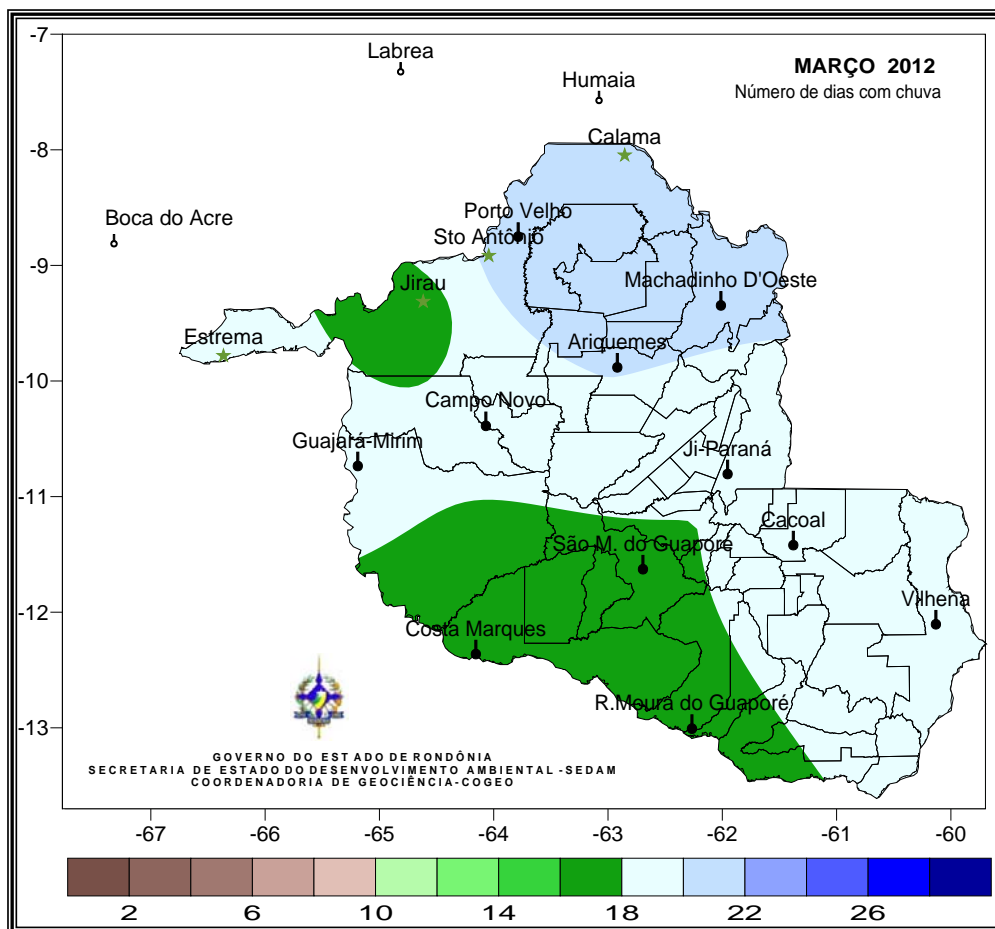 MARÇO 2012
Número de dias com chuva
-7
-8
-9
-10
-11
-12
-13
Labrea
Humaia
Calama
Boca do Acre
Porto Velho
Sto Antônio
Jirau
Machadinho D'Oeste
Estrema
Ariquemes
Campo Novo
Guajará-Mirim
Ji-Paraná
Cacoal
São M. do Guaporé
Vilhena
Costa Marques
R.Moura do Guaporé
GOVERNO DO ESTADO DE RONDÔNIA
SECRETARIA DE ESTADO DO DESENVOLVIMENTO AMBIENTAL -SEDAM
COORDENADORIA DE GEOCIÊNCIA-COGEO
-67 -66 -65 -64 -63 -62 -61 -60
2 6 10 14 18 22 26